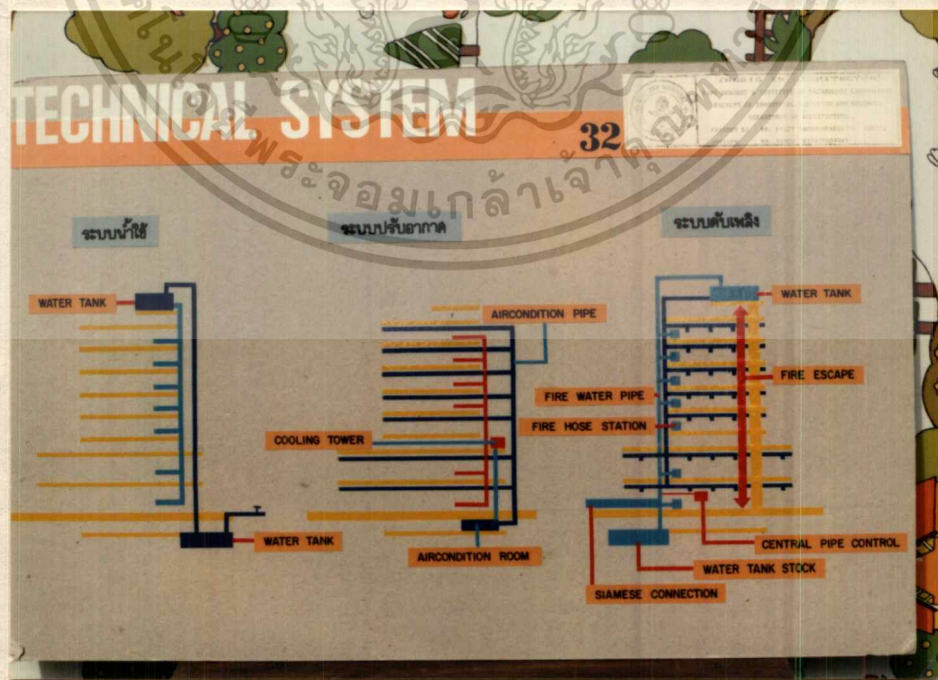 TECHNICAL SYSTEM
32
พระจอมเกล้าเจ้าคุณทหาร
ระบบน้ำใช้
ระบบปรับอากาศ
ระบบดับเพลิง
WATER TANK
WATER TANK
AIRCONDITION PIPE
COOLING TOWER
AIRCONDITION ROOM
WATER TANK
FIRE ESCAPE
FIRE WATER PIPE
FIRE HOSE STATION
CENTRAL PIPE CONTROL
WATER TANK STOCK
SIAMESE CONNECTION